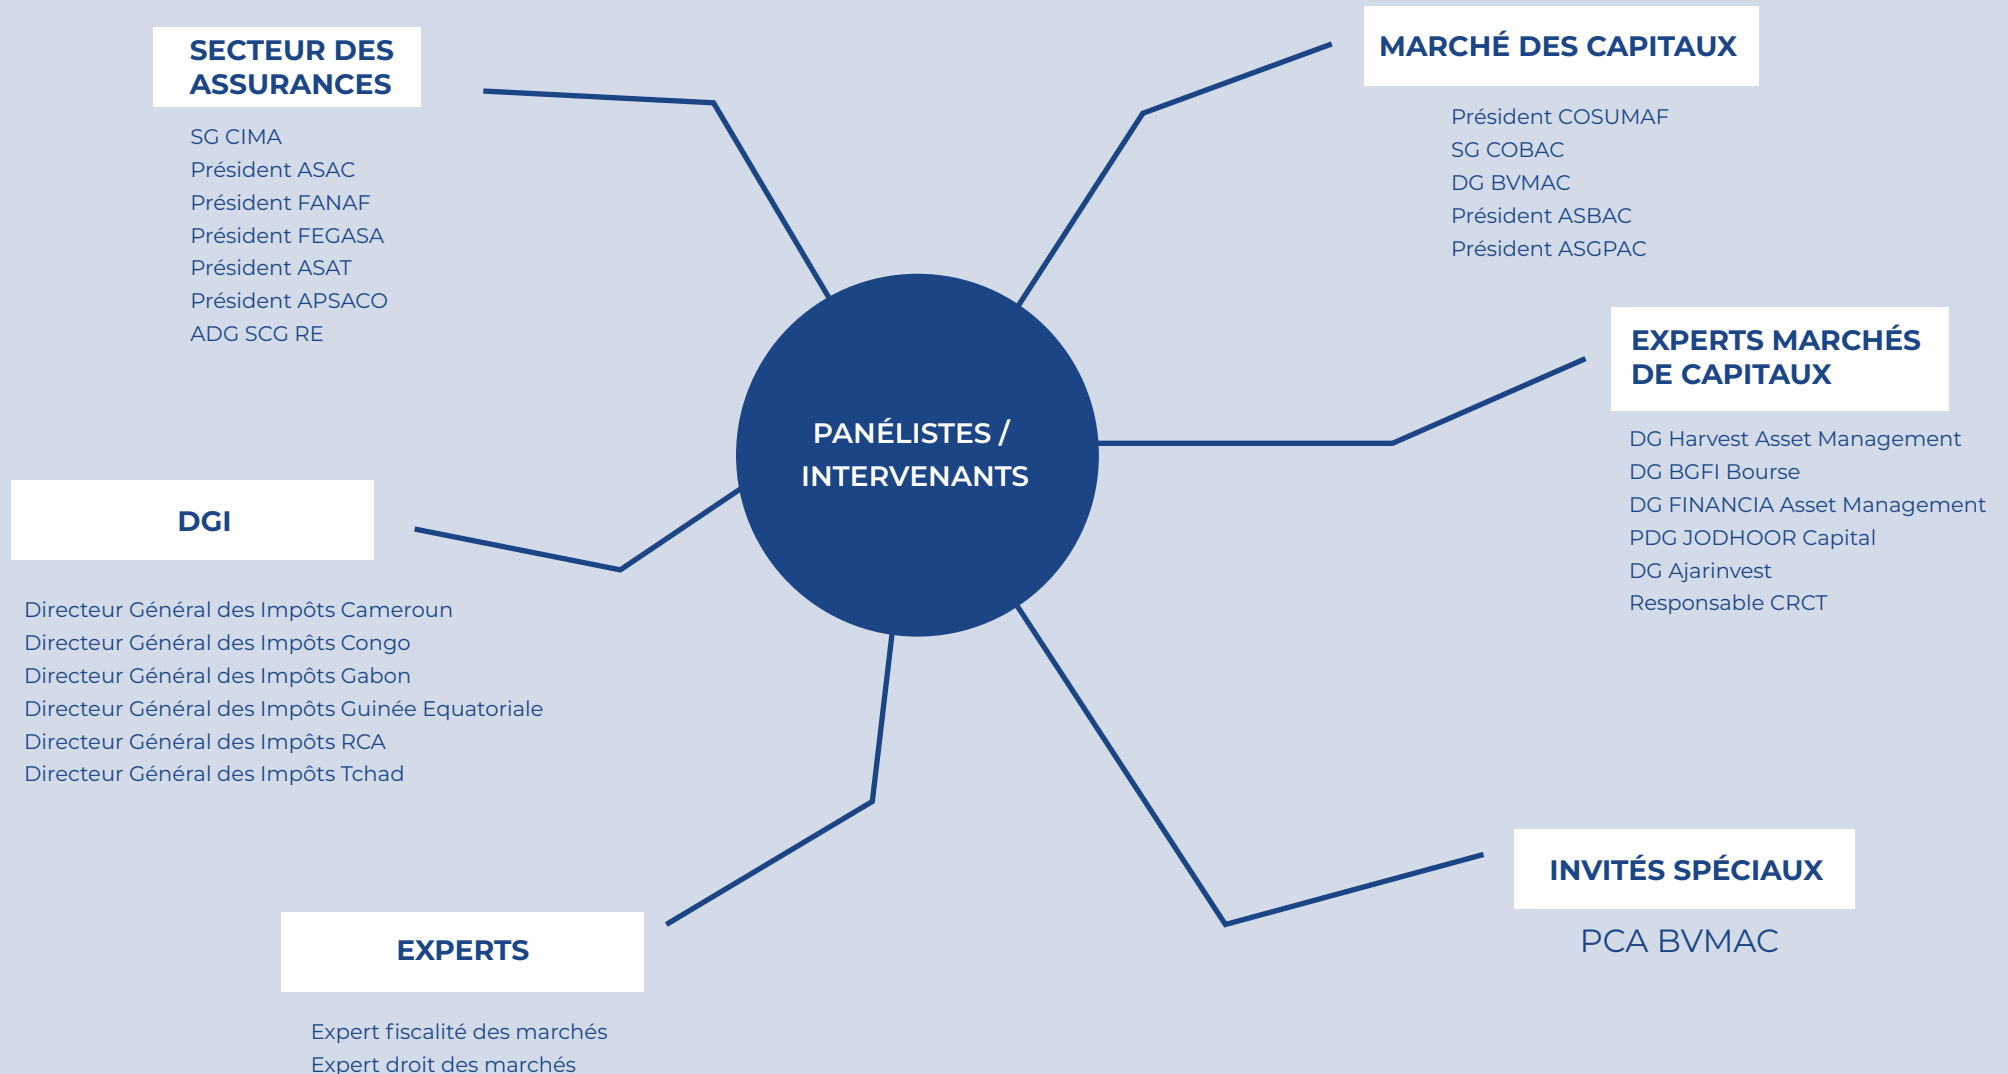 SECTEUR DES
ASSURANCES
SG CIMA
Président ASAC
Président FANAF
Président FEGASA
Président ASAT
Président APSACO
ADG SCG RE
MARCHÉ DES CAPITAUX
Président COSUMAF
SG COBAC
DG BVMAC
Président ASBAC
Président ASGPAC
EXPERTS MARCHÉS
DE CAPITAUX
DG Harvest Asset Management
DG BGFI Bourse
DG FINANCIA Asset Management
PDG JODHOOR Capital
DG Ajarinvest
Responsable CRCT
PANÉLISTES /
INTERVENANTS
DGI
Directeur Général des Impôts Cameroun
Directeur Général des Impôts Congo
Directeur Général des Impôts Gabon
Directeur Général des Impôts Guinée Equatoriale
Directeur Général des Impôts RCA
Directeur Général des Impôts Tchad
INVITÉS SPÉCIAUX
PCA BVMAC
EXPERTS
Expert fiscalité des marchés
Expert droit des marchés